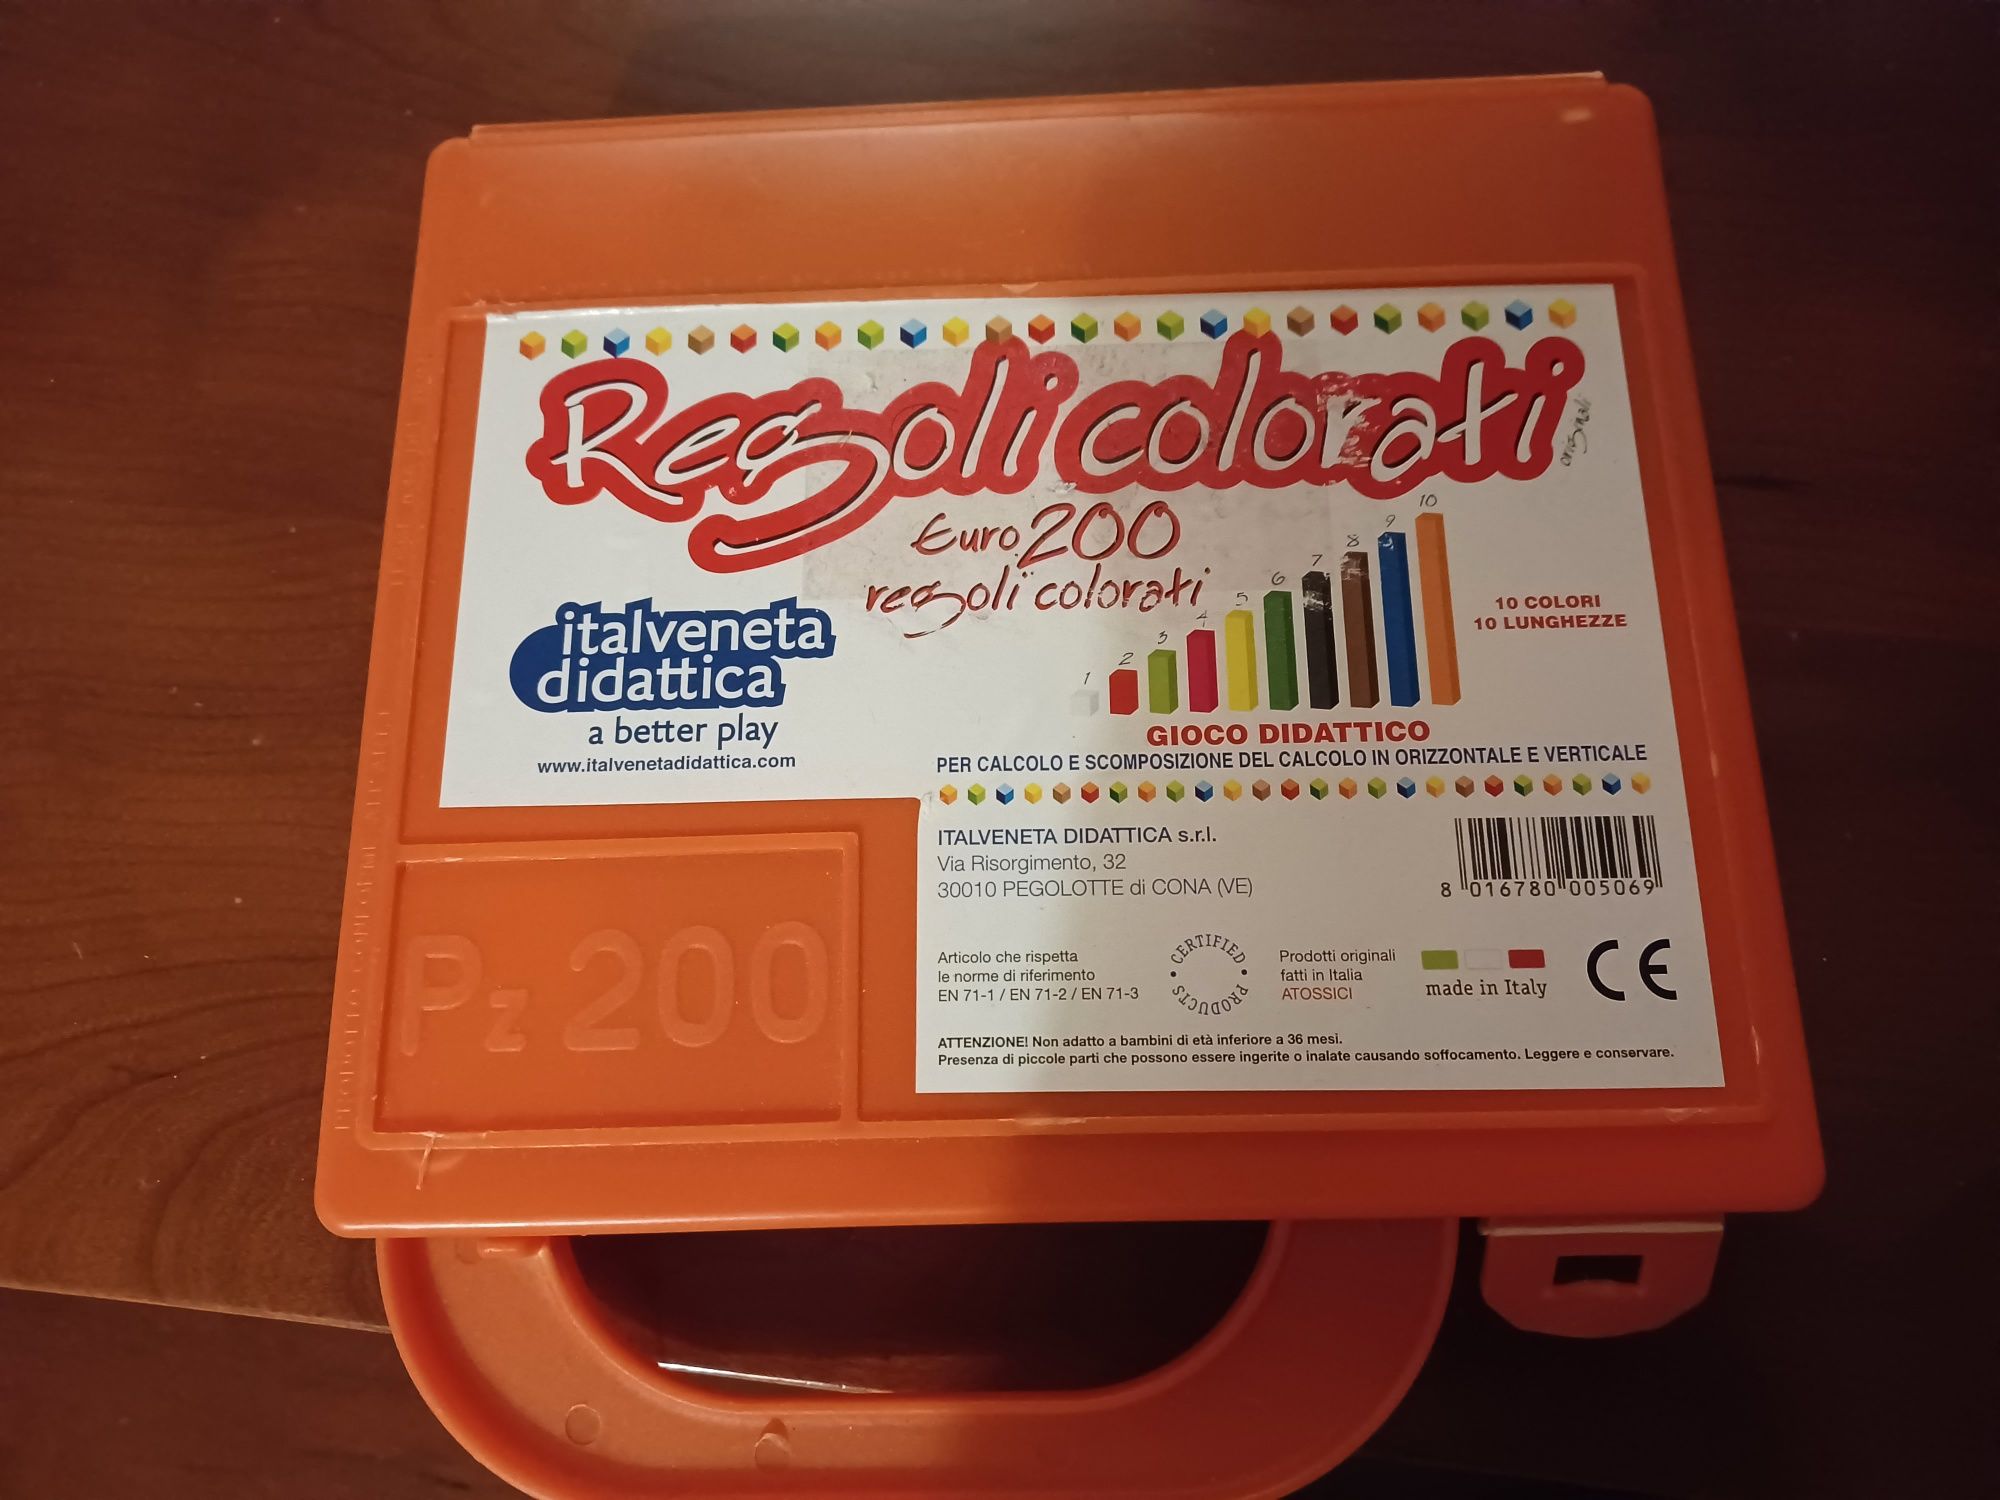 Regoli colorati
originali
Euro 200
regoli colorati
1 2 3 4 5 6 7 8 9 10
10 COLORI
10 LUNGHEZZE
italveneta
didattica
a better play
www.italvenetadidattica.com
GIOCO DIDATTICO
PER CALCOLO E SCOMPOSIZIONE DEL CALCOLO IN ORIZZONTALE E VERTICALE
ITALVENETA DIDATTICA s.r.l.
Via Risorgimento, 32
30010 PEGOLOTTE di CONA (VE)
8 016780 005069
Articolo che rispetta
le norme di riferimento
EN 71-1 / EN 71-2 / EN 71-3
CERTIFIED PRODUCTS
Prodotti originali
fatti in Italia
ATOSSICI
made in Italy
CE
ATTENZIONE! Non adatto a bambini di età inferiore a 36 mesi.
Presenza di piccole parti che possono essere ingerite o inalate causando soffocamento. Leggere e conservare.
Pz 200